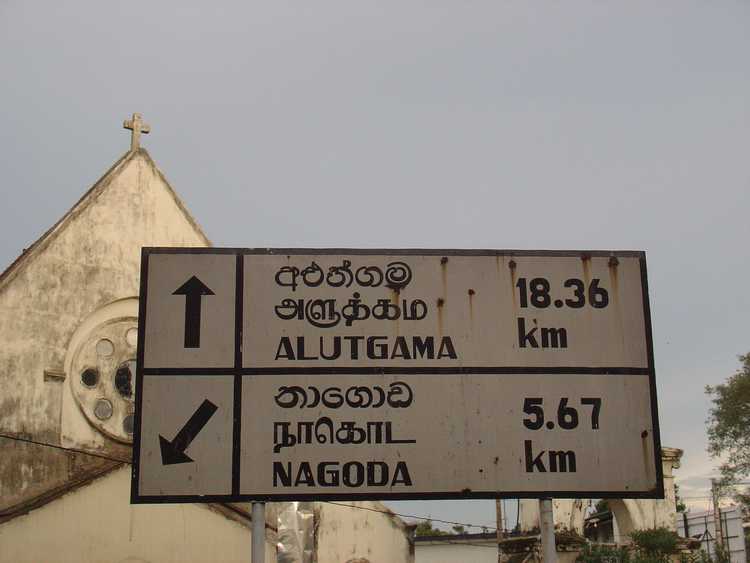 අළුත්ගම
அளுத்கம
ALUTGAMA
18.36
km
නාගොඩ
நாகொட
NAGODA
5.67
km